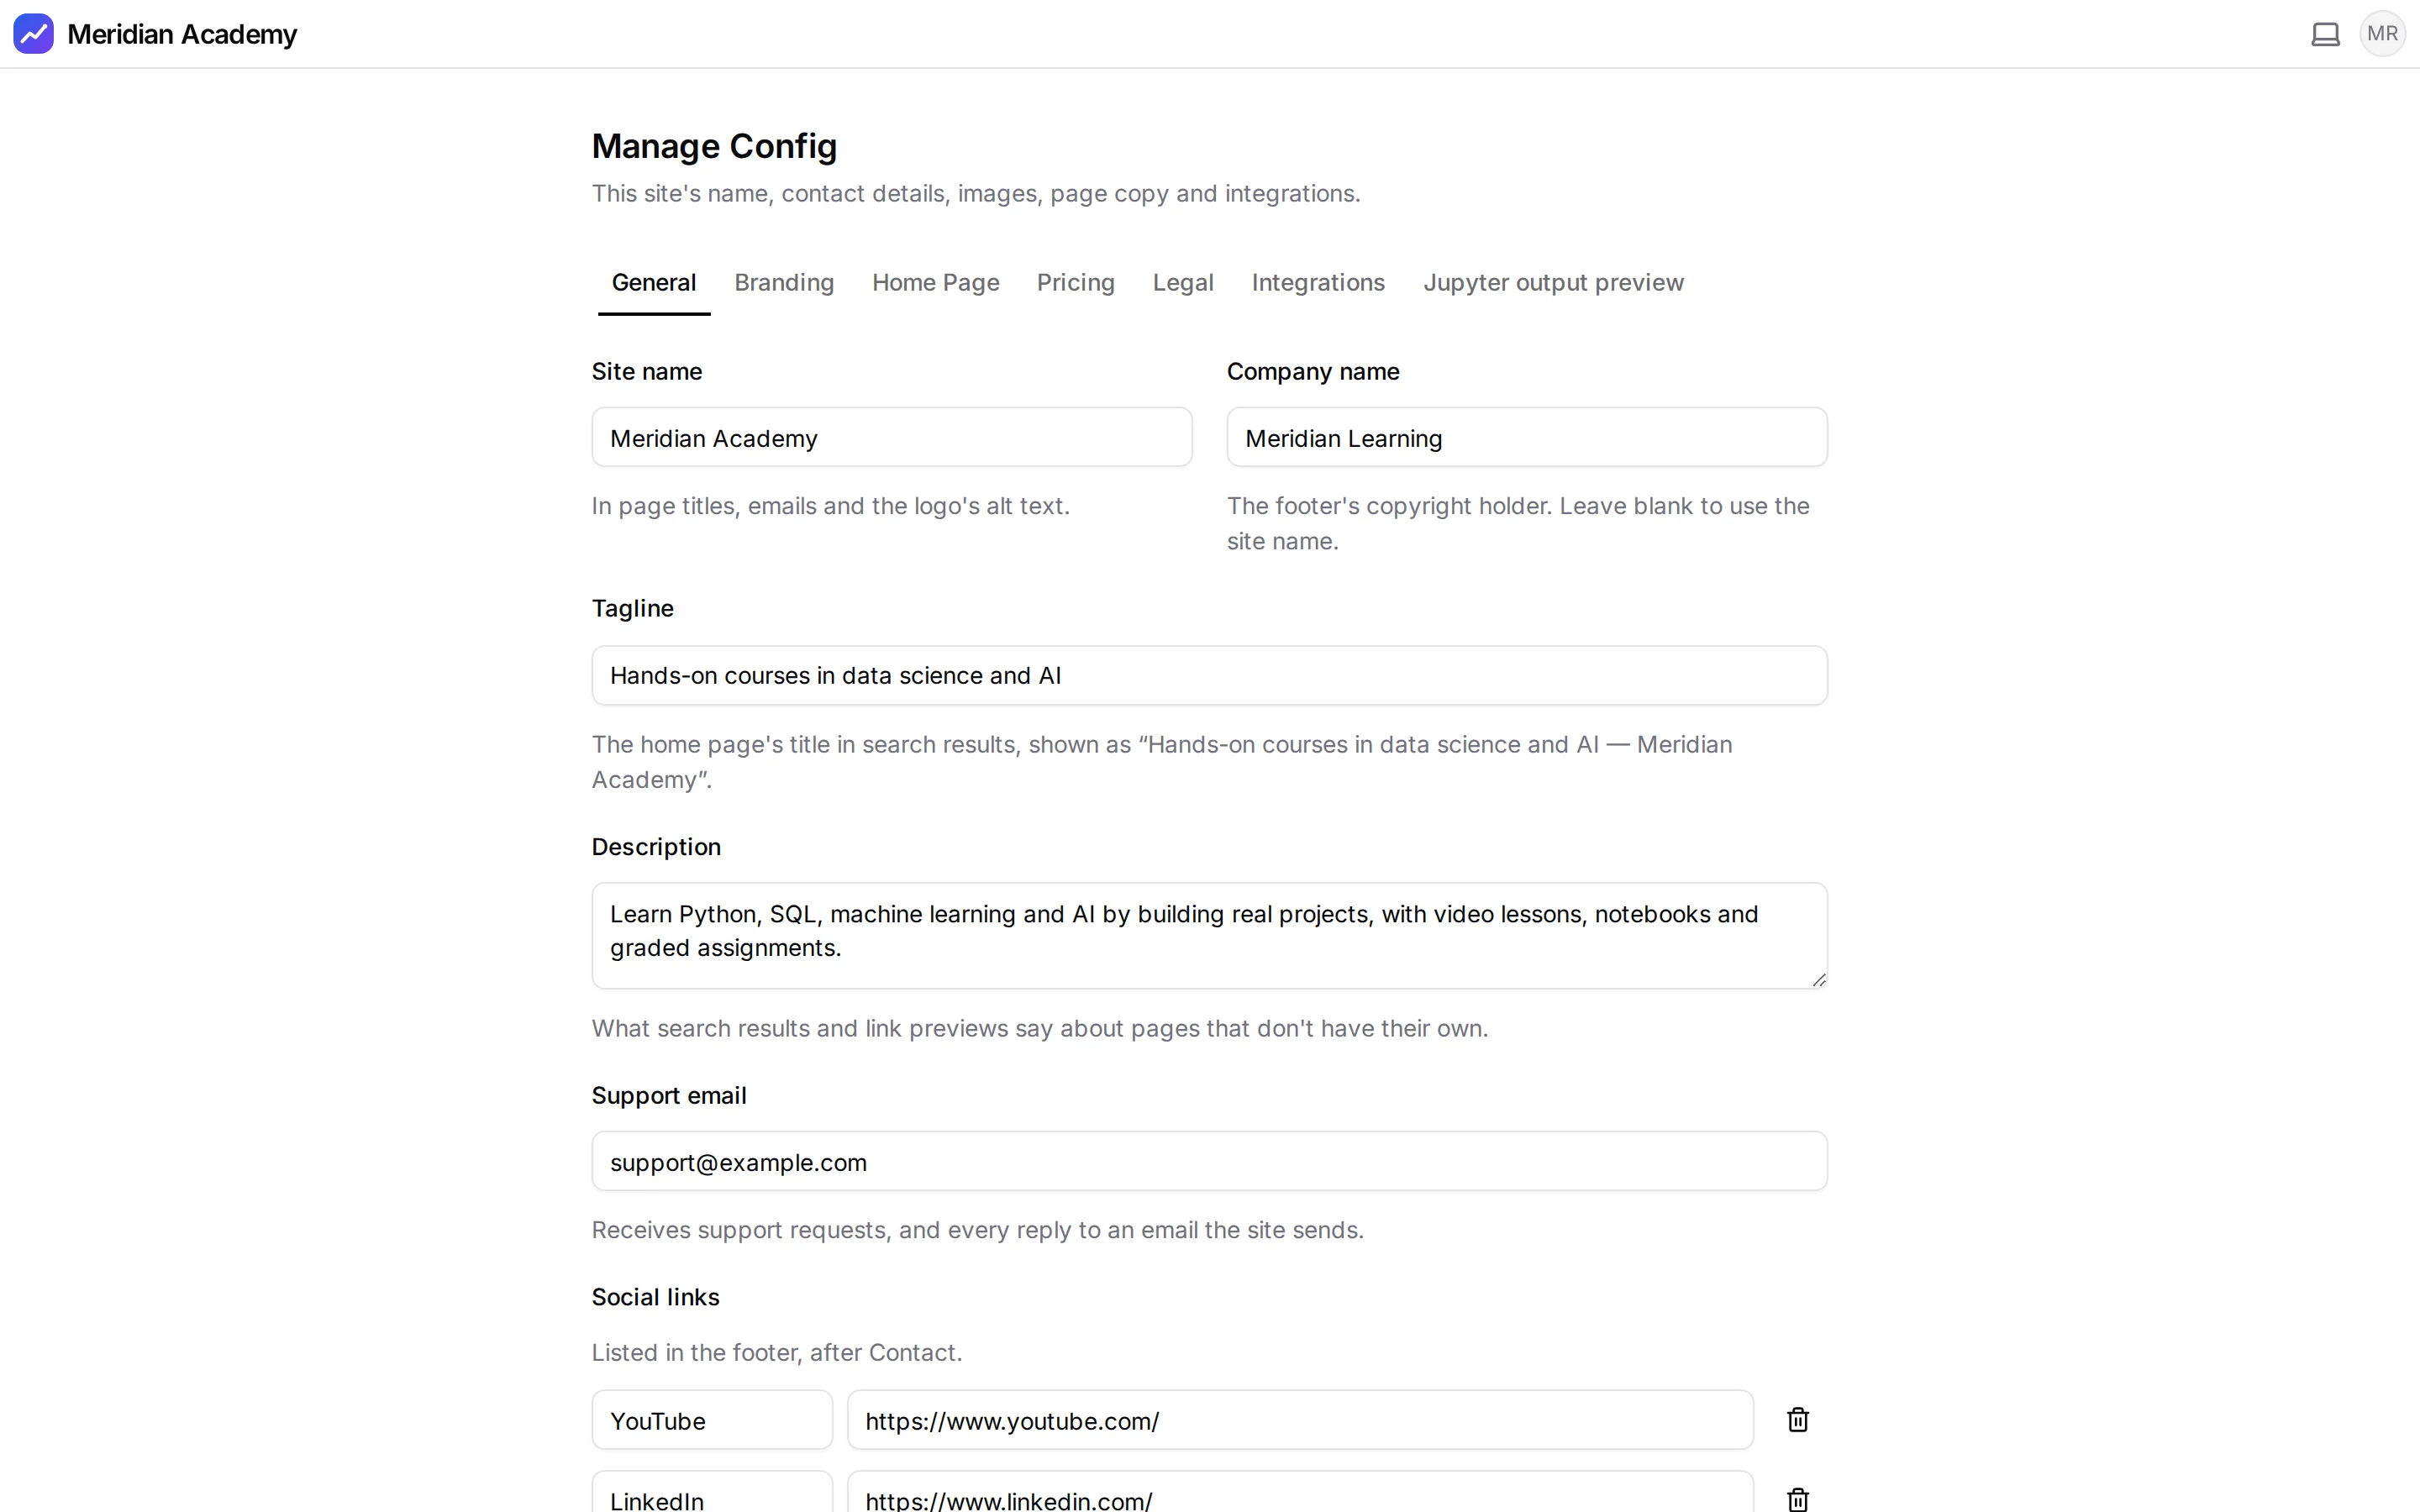 Meridian Academy
MR
Manage Config
This site's name, contact details, images, page copy and integrations.
General
Branding
Home Page
Pricing
Legal
Integrations
Jupyter output preview
Site name
Company name
Meridian Academy
Meridian Learning
In page titles, emails and the logo's alt text.
The footer's copyright holder. Leave blank to use the
site name.
Tagline
Hands-on courses in data science and AI
The home page's title in search results, shown as “Hands-on courses in data science and AI — Meridian
Academy”.
Description
Learn Python, SQL, machine learning and AI by building real projects, with video lessons, notebooks and
graded assignments.
What search results and link previews say about pages that don't have their own.
Support email
support@example.com
Receives support requests, and every reply to an email the site sends.
Social links
Listed in the footer, after Contact.
YouTube
https://www.youtube.com/
LinkedIn
https://www.linkedin.com/